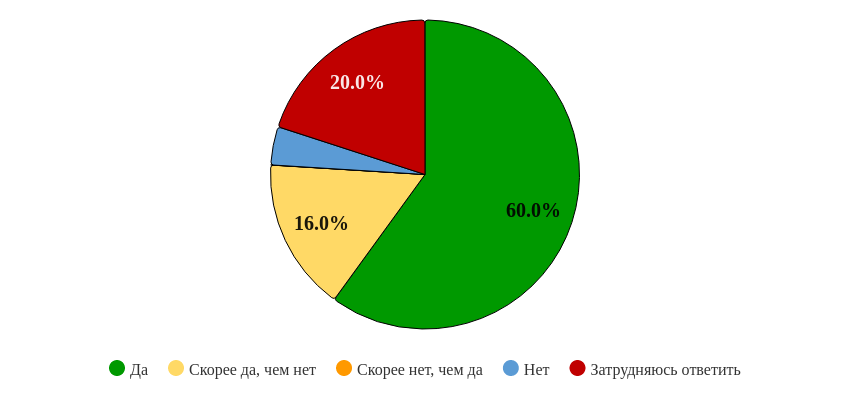 20.0%
60.0%
16.0%
Да
Скорее да, чем нет
Скорее нет, чем да
Нет
Затрудняюсь ответить